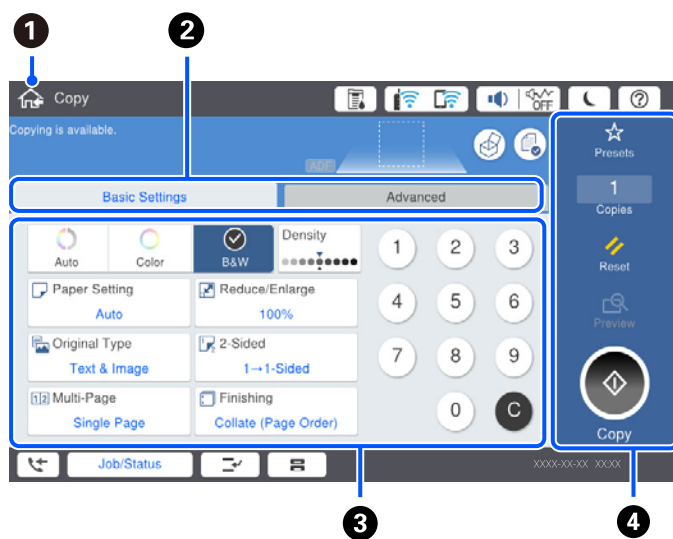 1
2
Copy
OFF
?
Copying is available.
ADF
Presets
1
Copies
Basic Settings
Advanced
Auto
Color
B&W
Density
1
2
3
Reset
Paper Setting
Auto
Reduce/Enlarge
100%
4
5
6
Preview
Original Type
Text & Image
2-Sided
1→1-Sided
7
8
9
1 2 Multi-Page
Single Page
Finishing
Collate (Page Order)
0
C
Copy
Job/Status
XXXX-XX-XX XX:XX
3
4